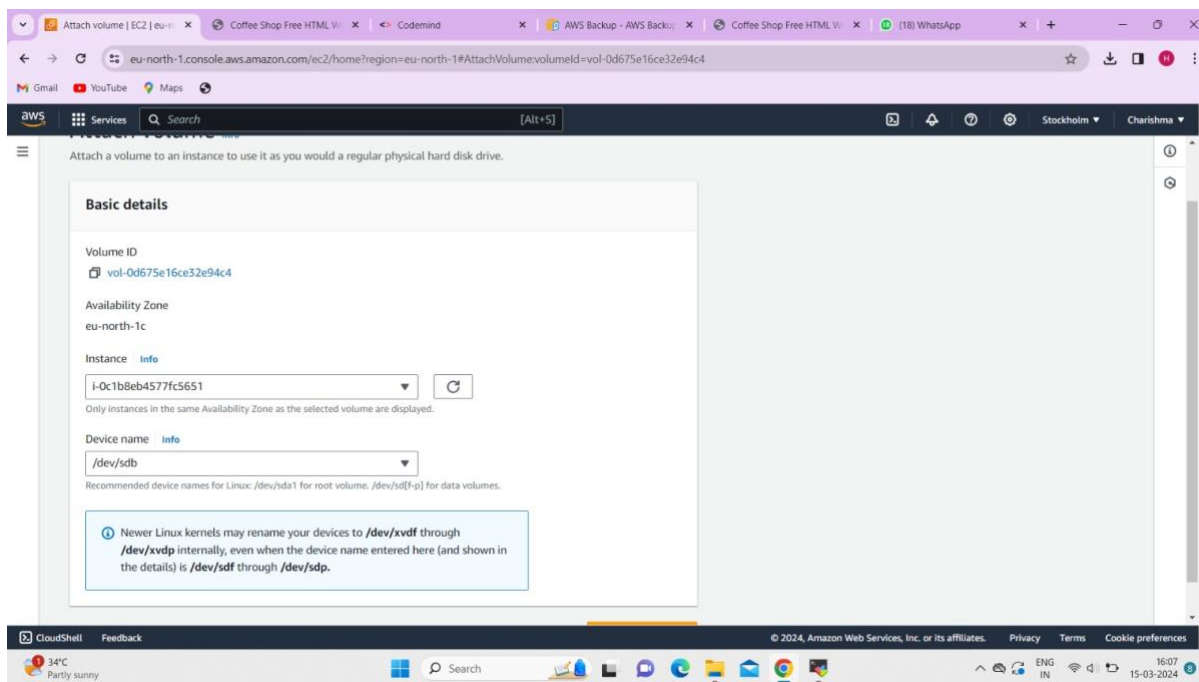 Attach volume | EC2 | eu-n
Coffee Shop Free HTML W
Codemind
AWS Backup - AWS Backu
Coffee Shop Free HTML W
(18) WhatsApp
eu-north-1.console.aws.amazon.com/ec2/home?region=eu-north-1#AttachVolume:volumeId=vol-0d675e16ce32e94c4
H
Gmail YouTube Maps
aws Services Search [Alt+S] Stockholm Charishma
Attach a volume to an instance to use it as you would a regular physical hard disk drive.
Basic details
Volume ID
vol-0d675e16ce32e94c4
Availability Zone
eu-north-1c
Instance Info
i-0c1b8eb4577fc5651
Only instances in the same Availability Zone as the selected volume are displayed.
Device name Info
/dev/sdb
Recommended device names for Linux: /dev/sda1 for root volume. /dev/sd[f-p] for data volumes.
Newer Linux kernels may rename your devices to /dev/xvdf through
/dev/xvdp internally, even when the device name entered here (and shown in
the details) is /dev/sdf through /dev/sdp.
CloudShell Feedback © 2024, Amazon Web Services, Inc. or its affiliates. Privacy Terms Cookie preferences
34°C
Partly sunny
Search
ENG
IN
16:07
15-03-2024